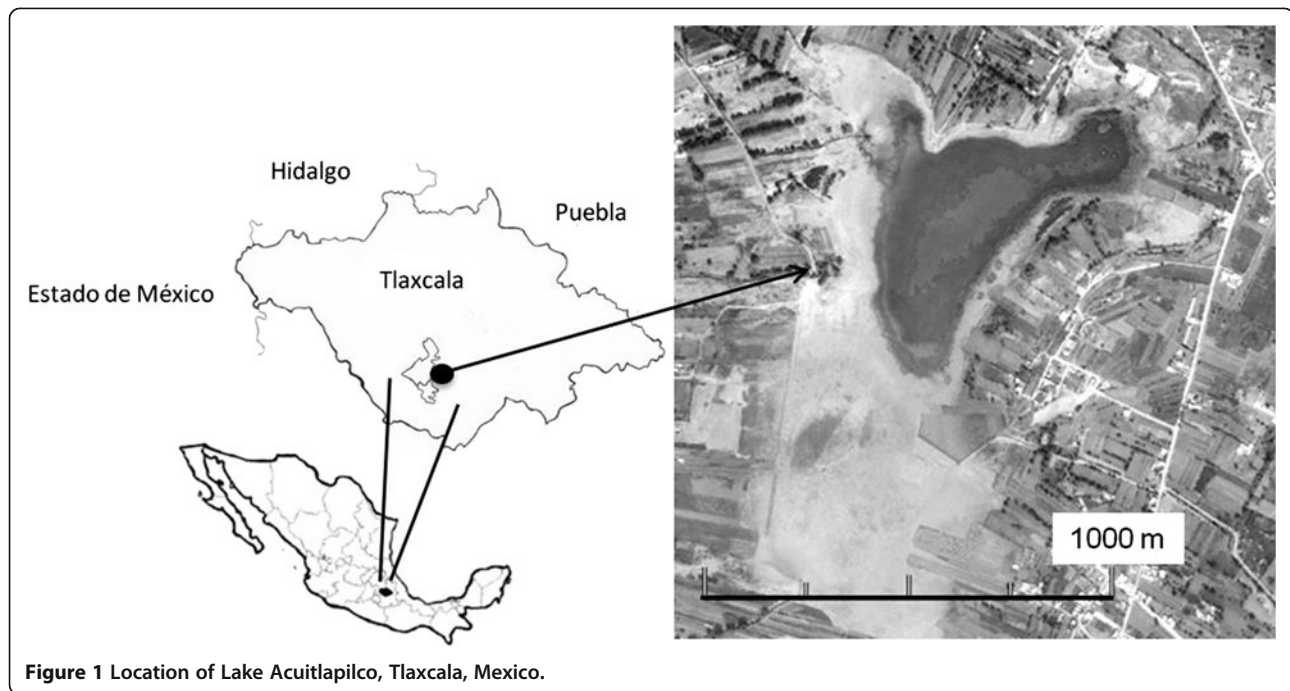 Hidalgo
Puebla
Tlaxcala
Estado de México
1000 m
Figure 1 Location of Lake Acuitlapilco, Tlaxcala, Mexico.